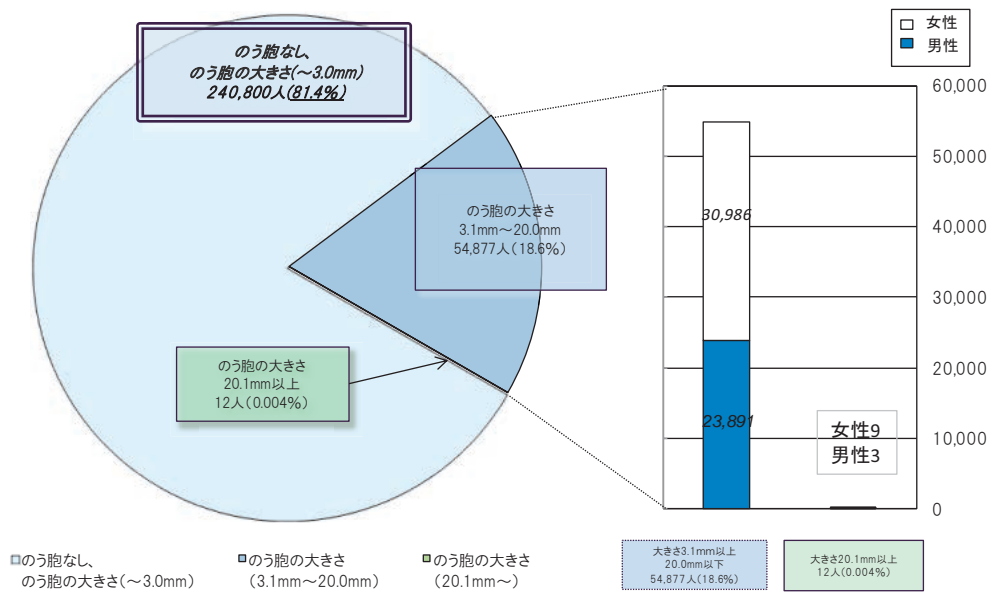 のう胞なし、
のう胞の大きさ(～3.0mm)
240,800人(81.4%)
のう胞の大きさ
3.1mm～20.0mm
54,877人(18.6%)
のう胞の大きさ
20.1mm以上
12人(0.004%)
のう胞なし、
のう胞の大きさ(～3.0mm)
のう胞の大きさ
(3.1mm～20.0mm)
のう胞の大きさ
(20.1mm～)
女性
男性
60,000
50,000
40,000
30,000
20,000
10,000
0
30,986
23,891
女性9
男性3
大きさ3.1mm以上
20.0mm以下
54,877人(18.6%)
大きさ20.1mm以上
12人(0.004%)